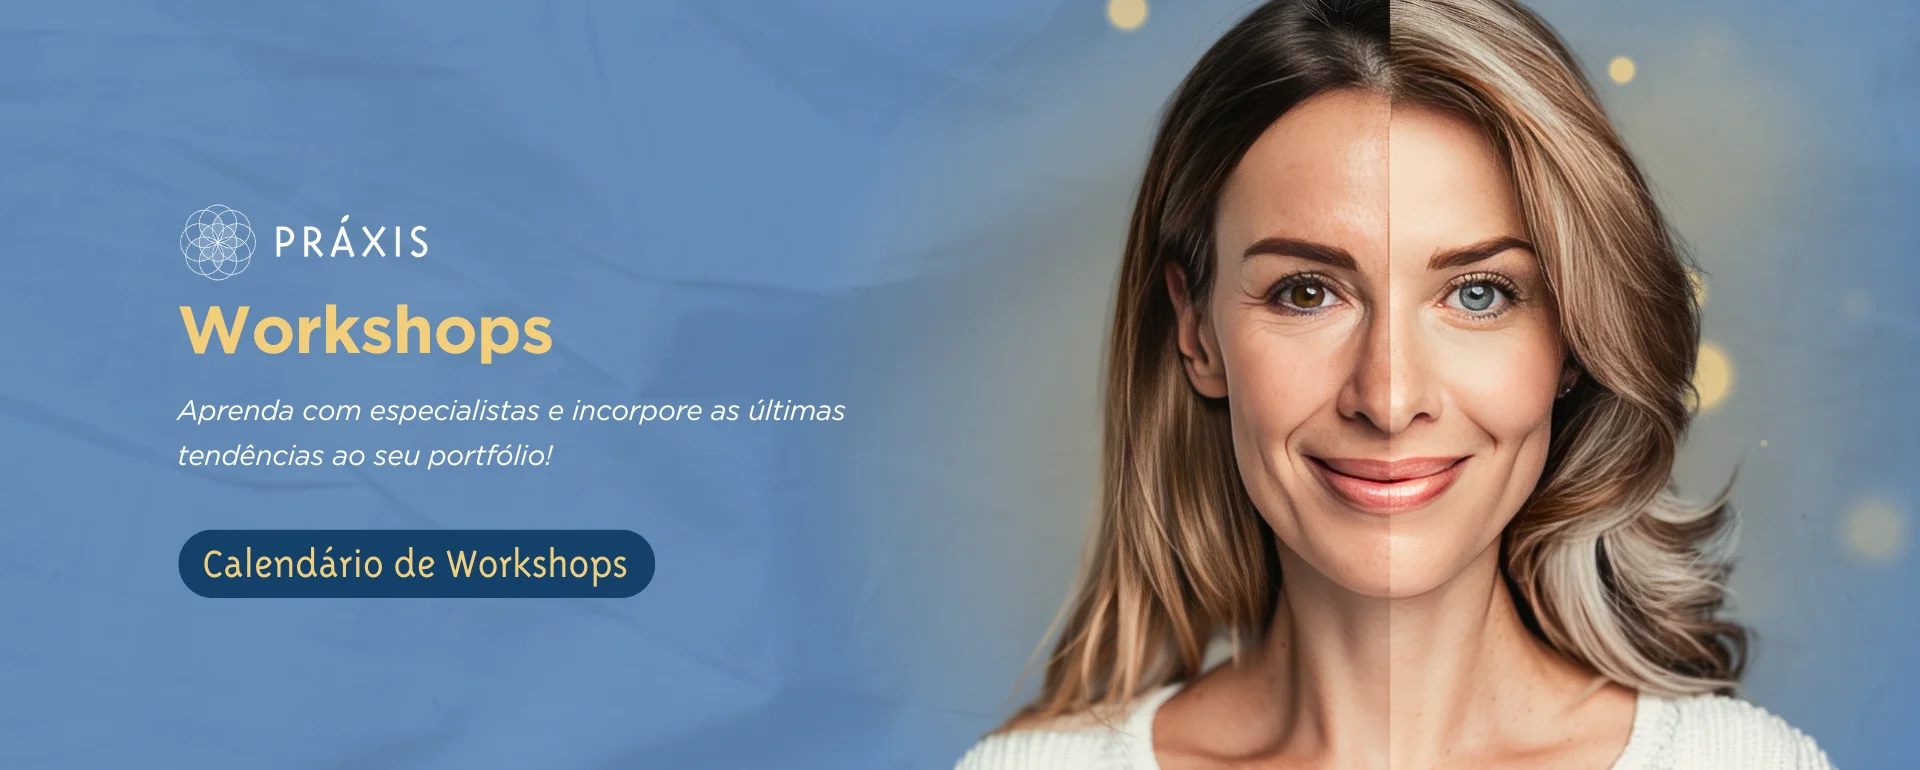 PRÁXIS
Workshops
Aprenda com especialistas e incorpore as últimas
tendências ao seu portfólio!
Calendário de Workshops